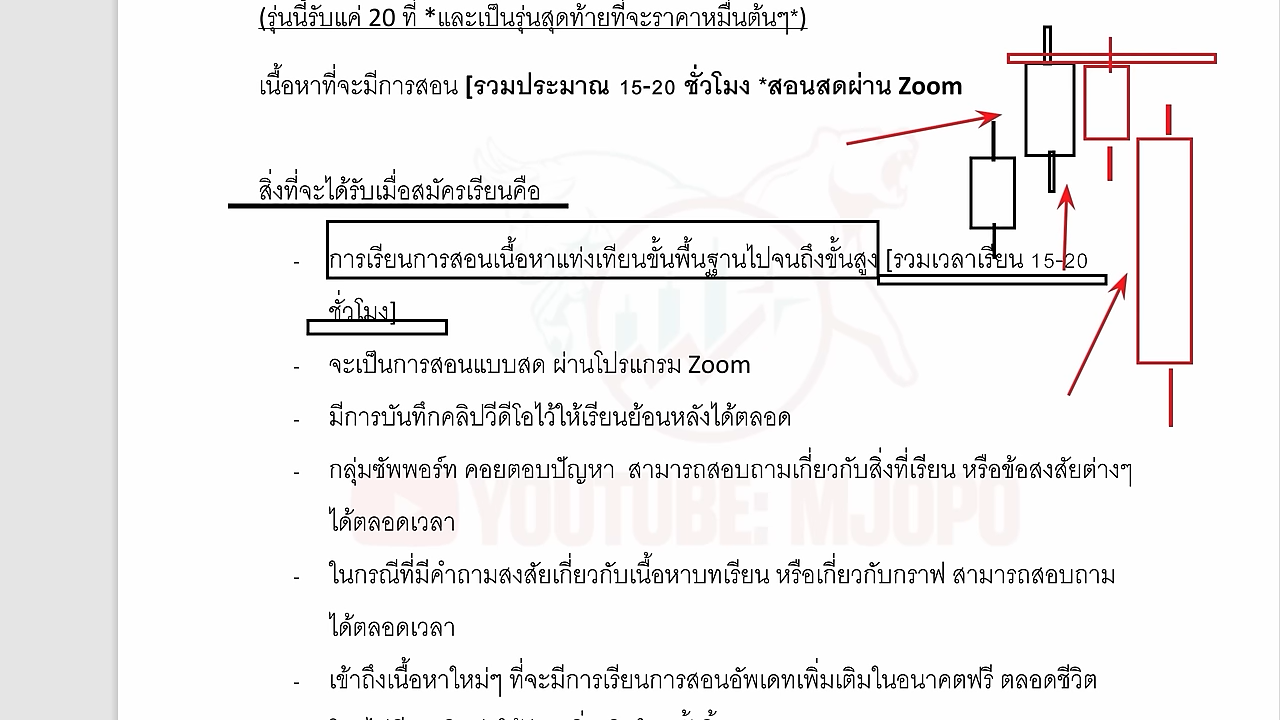 (รุ่นนี้รับแค่ 20 ที่ *และเป็นรุ่นสุดท้ายที่จะราคาหมื่นต้นๆ*)
เนื้อหาที่จะมีการสอน [รวมประมาณ 15-20 ชั่วโมง *สอนสดผ่าน Zoom
สิ่งที่จะได้รับเมื่อสมัครเรียนคือ
- การเรียนการสอนเนื้อหาแท่งเทียนขั้นพื้นฐานไปจนถึงขั้นสูง [รวมเวลาเรียน 15-20
ชั่วโมง]
- จะเป็นการสอนแบบสด ผ่านโปรแกรม Zoom
- มีการบันทึกคลิปวีดีโอไว้ให้เรียนย้อนหลังได้ตลอด
- กลุ่มซัพพอร์ท คอยตอบปัญหา สามารถสอบถามเกี่ยวกับสิ่งที่เรียน หรือข้อสงสัยต่างๆ
YOUTUBE: MJOPO
ได้ตลอดเวลา
- ในกรณีที่มีคำถามสงสัยเกี่ยวกับเนื้อหาบทเรียน หรือเกี่ยวกับกราฟ สามารถสอบถาม
ได้ตลอดเวลา
- เข้าถึงเนื้อหาใหม่ๆ ที่จะมีการเรียนการสอนอัพเดทเพิ่มเติมในอนาคตฟรี ตลอดชีวิต